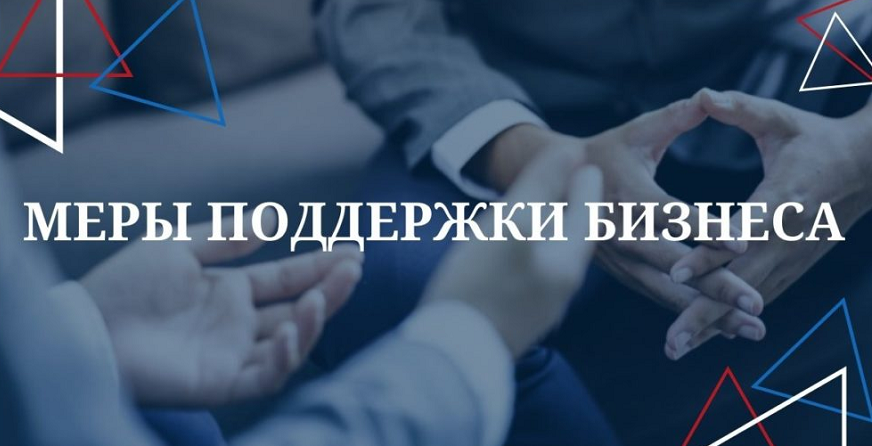 МЕРЫ ПОДДЕРЖКИ БИЗНЕСА